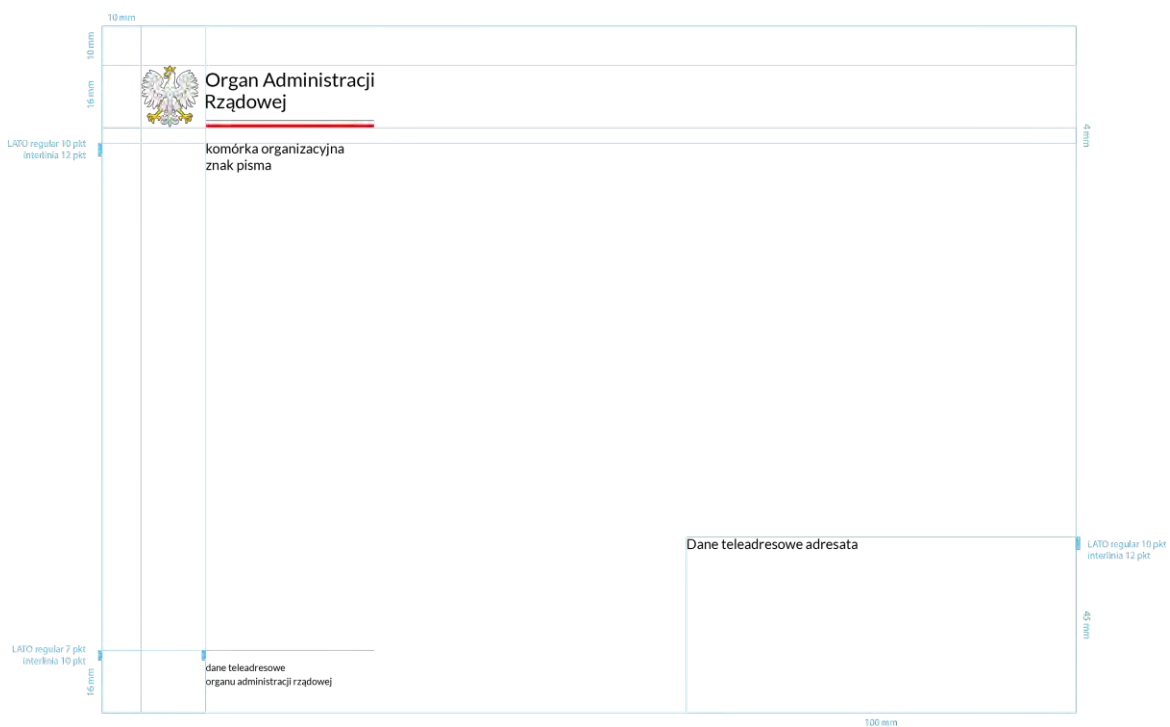 10 mm
10 mm
16 mm
Organ Administracji
Rządowej
4 mm
LATO regular 10 pkt
interlinia 12 pkt
komórka organizacyjna
znak pisma
Dane teleadresowe adresata
LATO regular 10 pkt
interlinia 12 pkt
45 mm
LATO regular 7 pkt
interlinia 10 pkt
16 mm
dane teleadresowe
organu administracji rządowej
100 mm